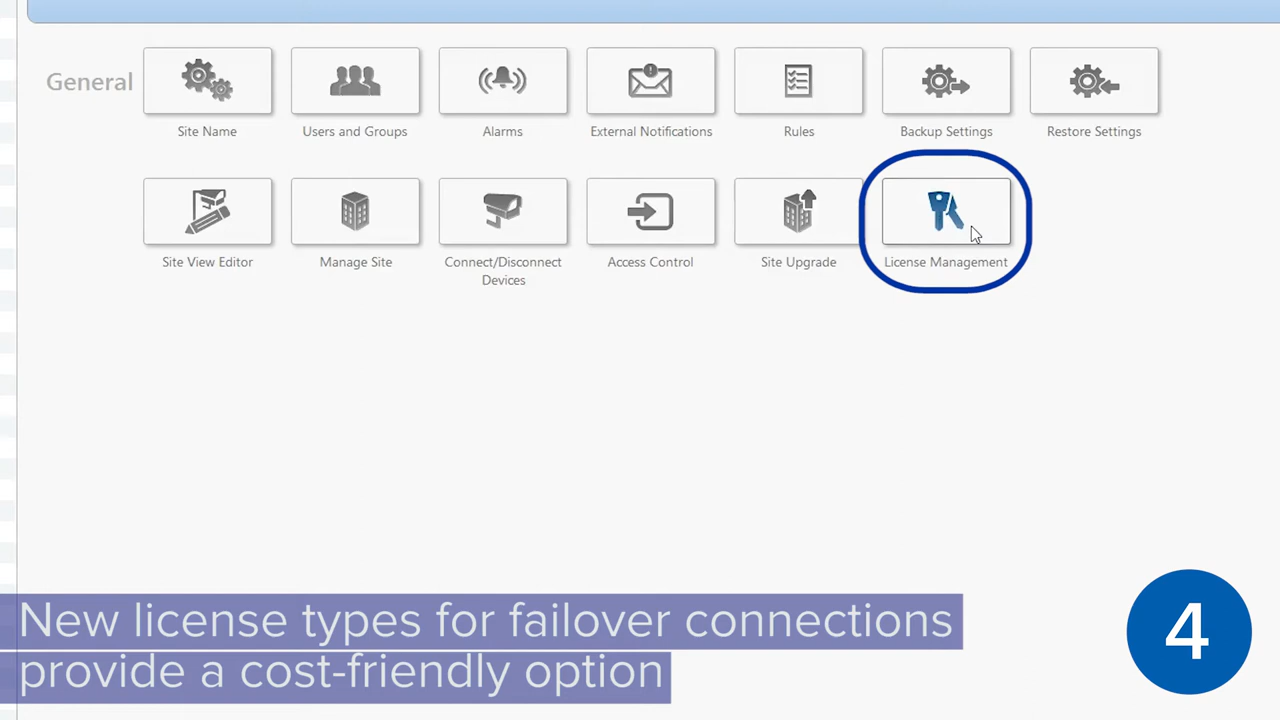 General
Site Name
Users and Groups
Alarms
External Notifications
Rules
Backup Settings
Restore Settings
Site View Editor
Manage Site
Connect/Disconnect
Devices
Access Control
Site Upgrade
License Management
New license types for failover connections
provide a cost-friendly option
4